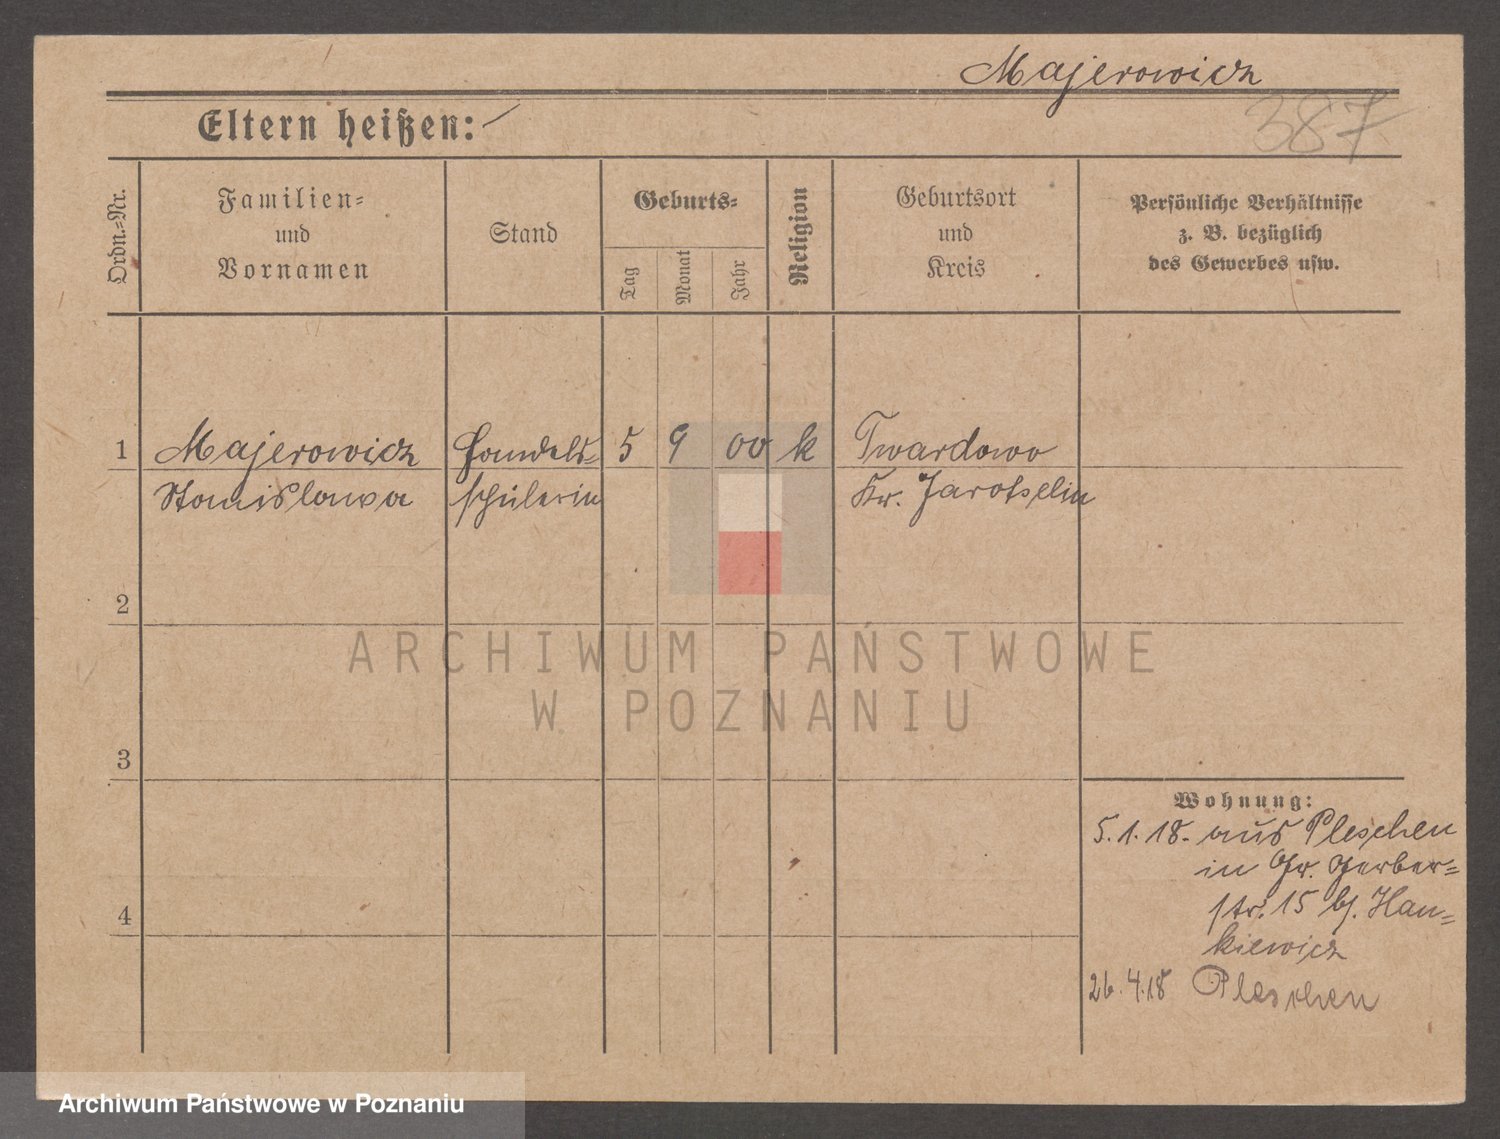 Majerowicz
387
Eltern heißen: –
Ordn.=Nr.
Familien=
und
Vornamen
Stand
Geburts=
Tag
Monat
Jahr
Religion
Geburtsort
und
Kreis
Persönliche Verhältnisse
z. B. bezüglich
des Gewerbes usw.
1 Majerowicz Handels= 5 9 00 k Twardowo
Stanislawa schülerin Kr. Jarotschin
2
3
4
Wohnung:
5.1.18. aus Pleschen
in Gr. Gerber=
str. 15 b/. Han=
kiewicz
26.4.18 Pleschen
ARCHIWUM PAŃSTWOWE
W POZNANIU
Archiwum Państwowe w Poznaniu